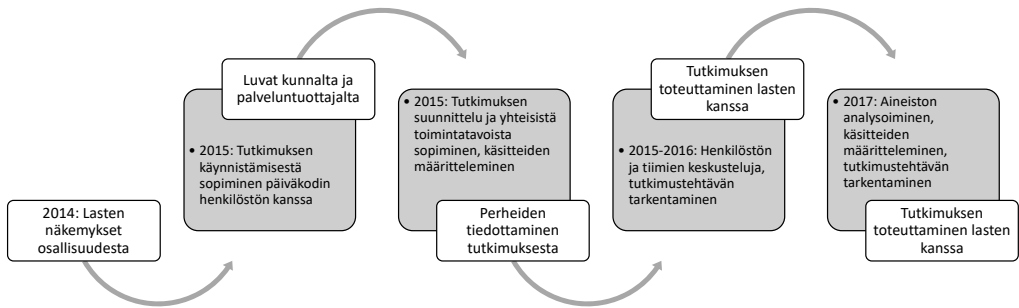 2014: Lasten
näkemykset
osallisuudesta
Luvat kunnalta ja
palveluntuottajalta
• 2015: Tutkimuksen
käynnistämisestä
sopiminen päiväkodin
henkilöstön kanssa
• 2015: Tutkimuksen
suunnittelu ja yhteisistä
toimintatavoista
sopiminen, käsitteiden
määritteleminen
Perheiden
tiedottaminen
tutkimuksesta
Tutkimuksen
toteuttaminen lasten
kanssa
• 2015-2016: Henkilöstön
ja tiimien keskusteluja,
tutkimustehtävän
tarkentaminen
• 2017: Aineiston
analysoiminen,
käsitteiden
määritteleminen,
tutkimustehtävän
tarkentaminen
Tutkimuksen
toteuttaminen lasten
kanssa